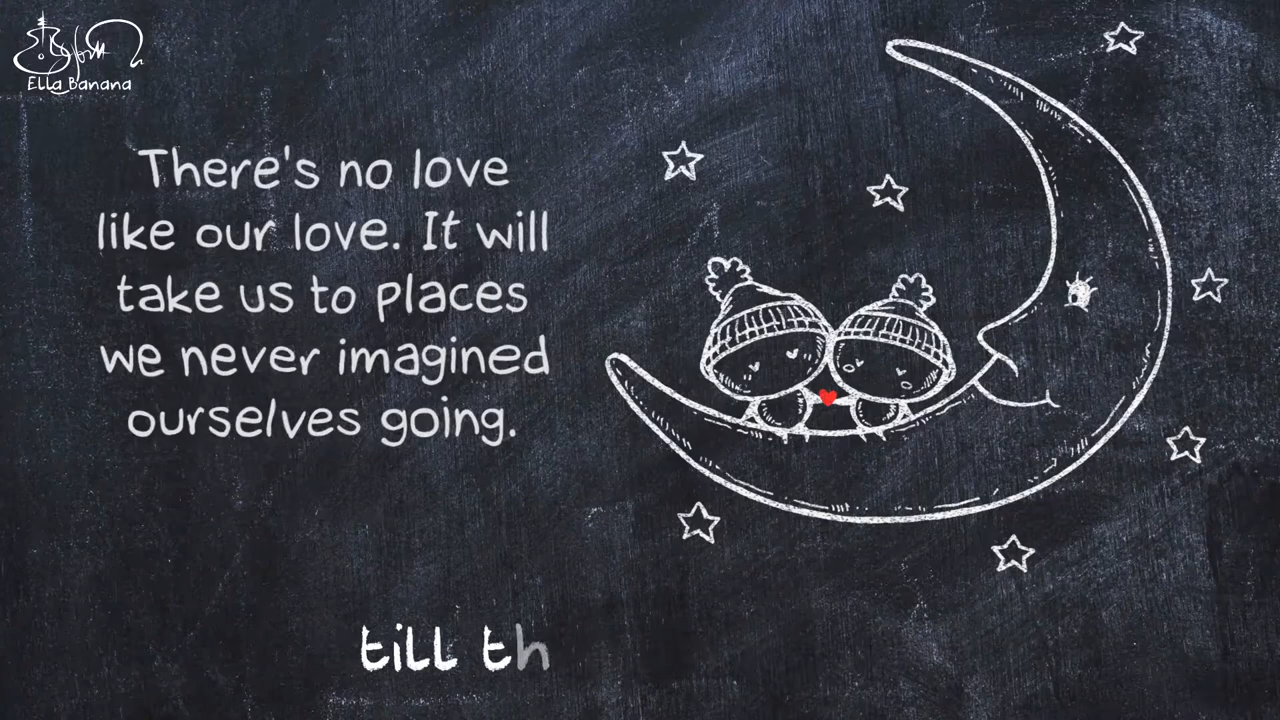 Ella Banana
There's no love
like our love. It will
take us to places
we never imagined
ourselves going.
till th